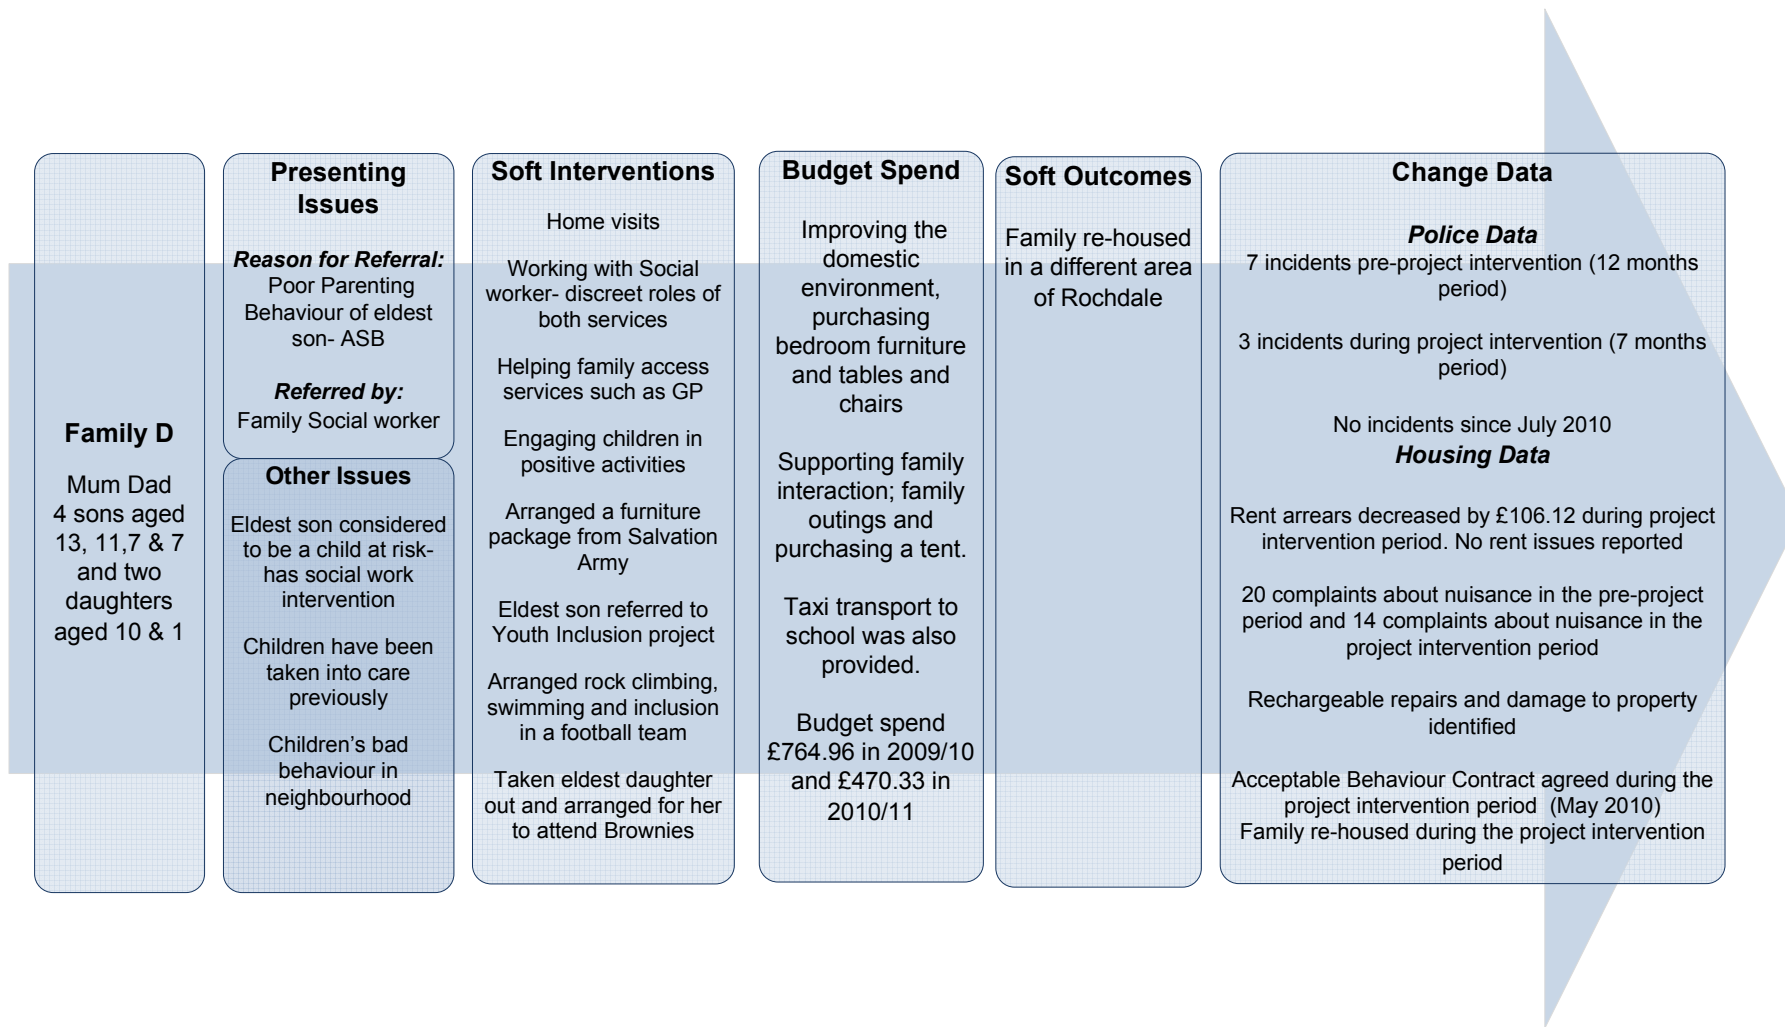 Family D
Mum Dad
4 sons aged
13, 11,7 & 7
and two
daughters
aged 10 & 1
Presenting
Issues
Reason for Referral:
Poor Parenting
Behaviour of eldest
son- ASB
Referred by:
Family Social worker
Other Issues
Eldest son considered
to be a child at risk-
has social work
intervention
Children have been
taken into care
previously
Children’s bad
behaviour in
neighbourhood
Soft Interventions
Home visits
Working with Social
worker- discreet roles of
both services
Helping family access
services such as GP
Engaging children in
positive activities
Arranged a furniture
package from Salvation
Army
Eldest son referred to
Youth Inclusion project
Arranged rock climbing,
swimming and inclusion
in a football team
Taken eldest daughter
out and arranged for her
to attend Brownies
Budget Spend
Improving the
domestic
environment,
purchasing
bedroom furniture
and tables and
chairs
Supporting family
interaction; family
outings and
purchasing a tent.
Taxi transport to
school was also
provided.
Budget spend
£764.96 in 2009/10
and £470.33 in
2010/11
Soft Outcomes
Family re-housed
in a different area
of Rochdale
Change Data
Police Data
7 incidents pre-project intervention (12 months
period)
3 incidents during project intervention (7 months
period)
No incidents since July 2010
Housing Data
Rent arrears decreased by £106.12 during project
intervention period. No rent issues reported
20 complaints about nuisance in the pre-project
period and 14 complaints about nuisance in the
project intervention period
Rechargeable repairs and damage to property
identified
Acceptable Behaviour Contract agreed during the
project intervention period  (May 2010)
Family re-housed during the project intervention
period